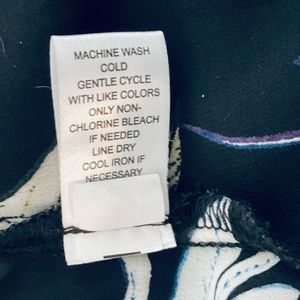 MACHINE WASH
COLD
GENTLE CYCLE
WITH LIKE COLORS
ONLY NON-
CHLORINE BLEACH
IF NEEDED
LINE DRY
COOL IRON IF
NECESSARY